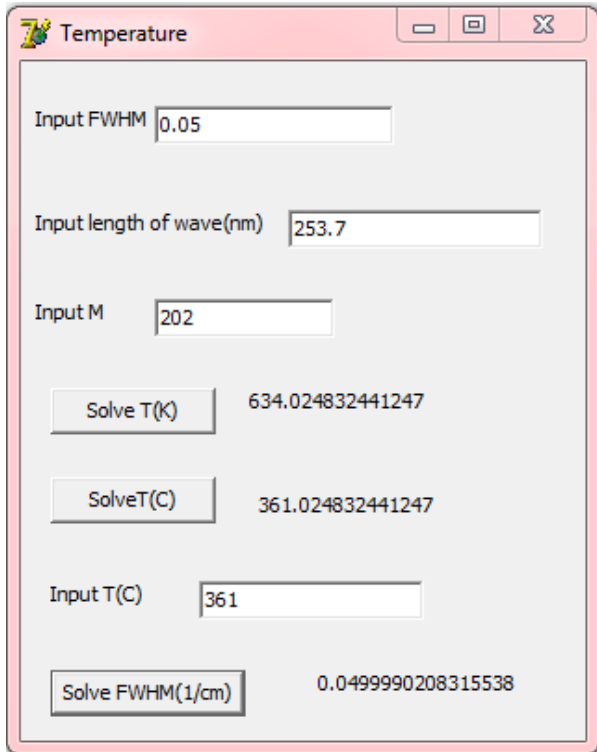 Temperature
Input FWHM 0.05
Input length of wave(nm) 253.7
Input M 202
Solve T(K) 634.024832441247
SolveT(C) 361.024832441247
Input T(C) 361
Solve FWHM(1/cm) 0.0499990208315538